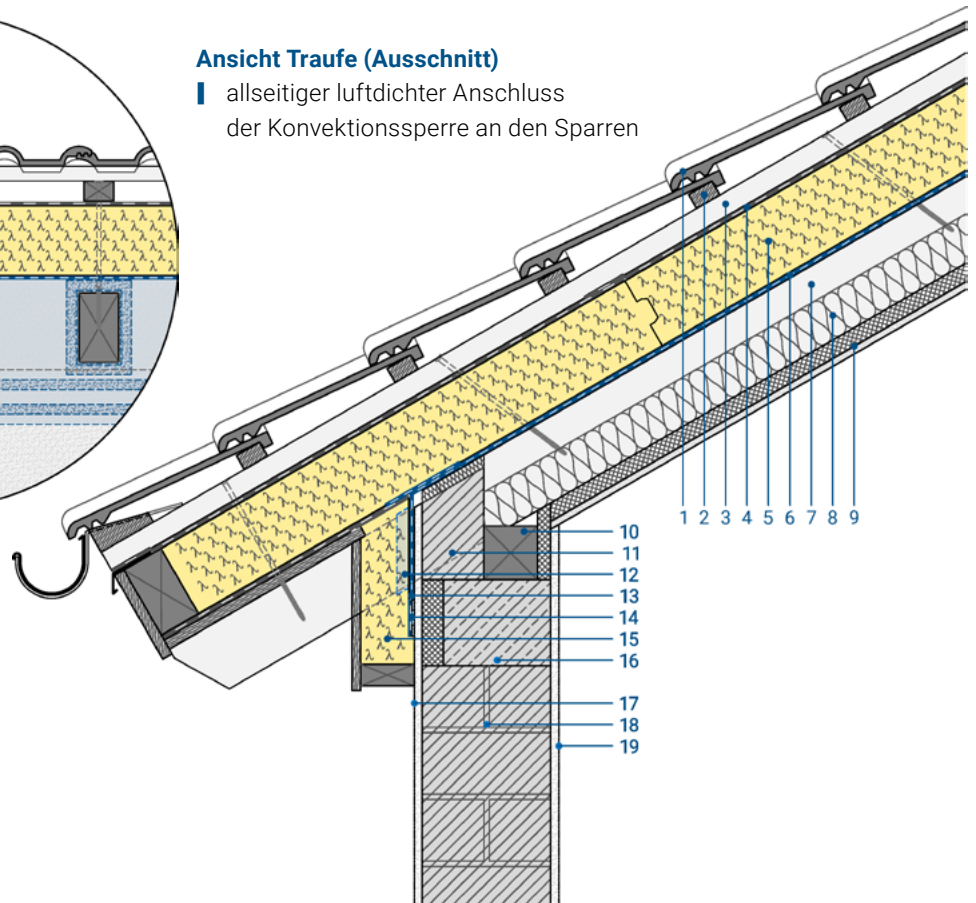 Ansicht Traufe (Ausschnitt)
allseitiger luftdichter Anschluss
der Konvektionssperre an den Sparren
1 2 3 4 5 6 7 8 9
10
11
12
13
14
15
16
17
18
19